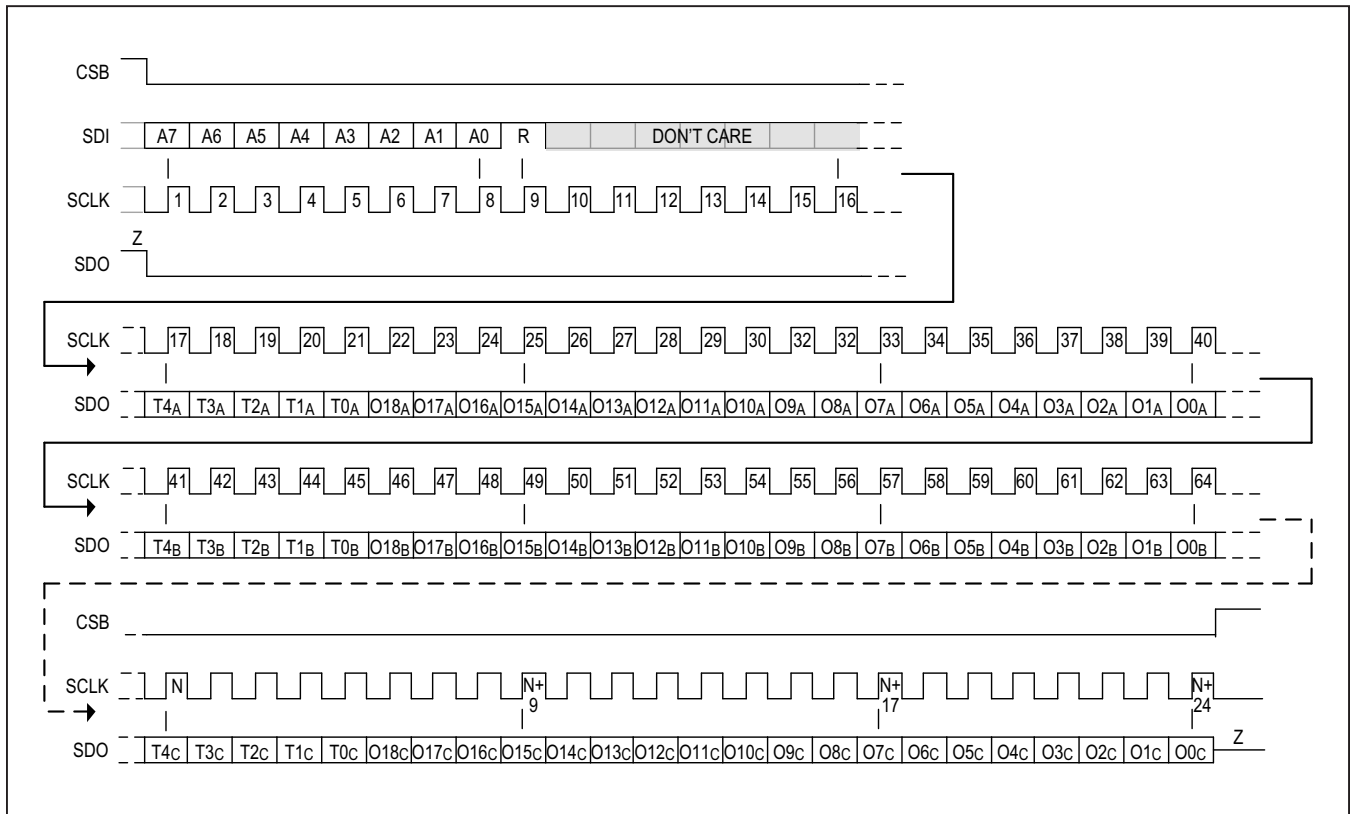 CSB
SDI A7 A6 A5 A4 A3 A2 A1 A0 R DON'T CARE
SCLK 1 2 3 4 5 6 7 8 9 10 11 12 13 14 15 16
Z
SDO
SCLK 17 18 19 20 21 22 23 24 25 26 27 28 29 30 32 32 33 34 35 36 37 38 39 40
SDO T4A T3A T2A T1A T0A O18A O17A O16A O15A O14A O13A O12A O11A O10A O9A O8A O7A O6A O5A O4A O3A O2A O1A O0A
SCLK 41 42 43 44 45 46 47 48 49 50 51 52 53 54 55 56 57 58 59 60 61 62 63 64
SDO T4B T3B T2B T1B T0B O18B O17B O16B O15B O14B O13B O12B O11B O10B O9B O8B O7B O6B O5B O4B O3B O2B O1B O0B
CSB
SCLK N N+9 N+17 N+24
SDO T4C T3C T2C T1C T0C O18C O17C O16C O15C O14C O13C O12C O11C O10C O9C O8C O7C O6C O5C O4C O3C O2C O1C O0C Z